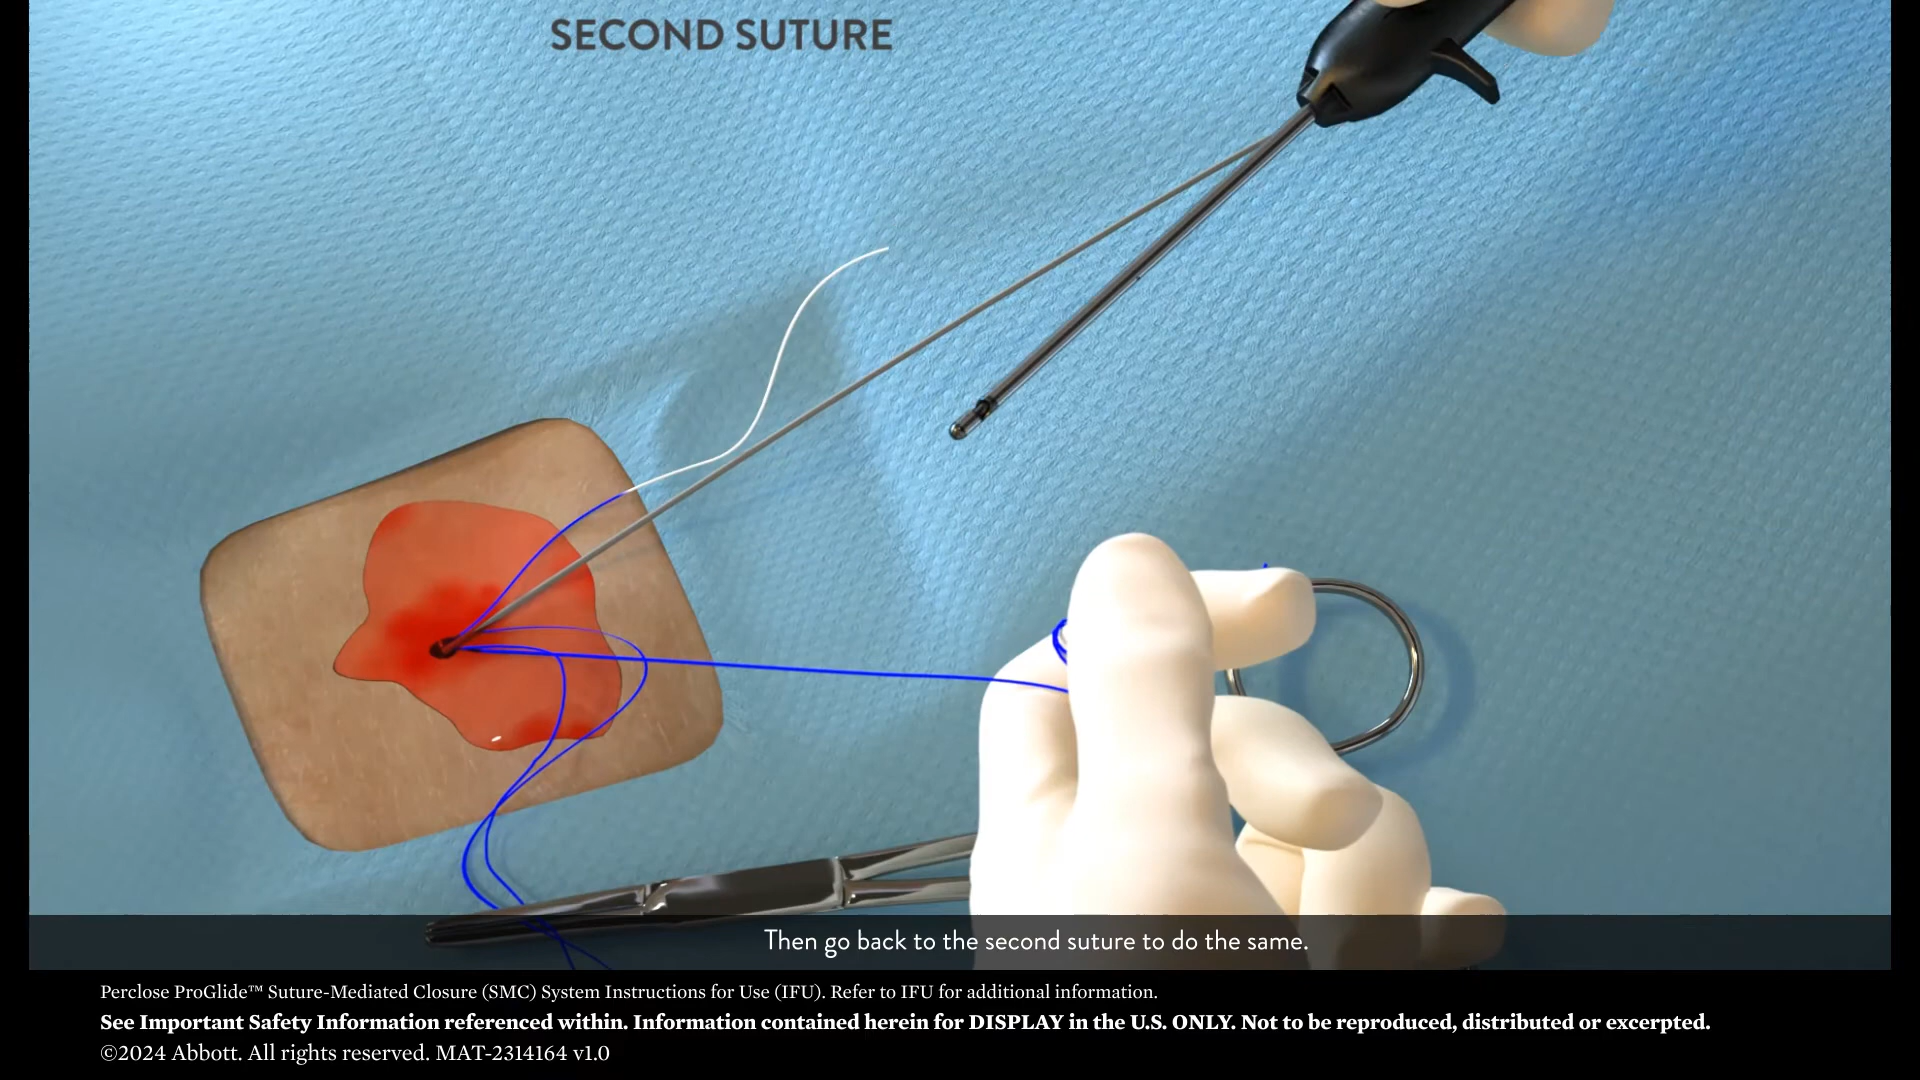 SECOND SUTURE
Then go back to the second suture to do the same.
Perclose ProGlide™ Suture-Mediated Closure (SMC) System Instructions for Use (IFU). Refer to IFU for additional information.
See Important Safety Information referenced within. Information contained herein for DISPLAY in the U.S. ONLY. Not to be reproduced, distributed or excerpted.
©2024 Abbott. All rights reserved. MAT-2314164 v1.0